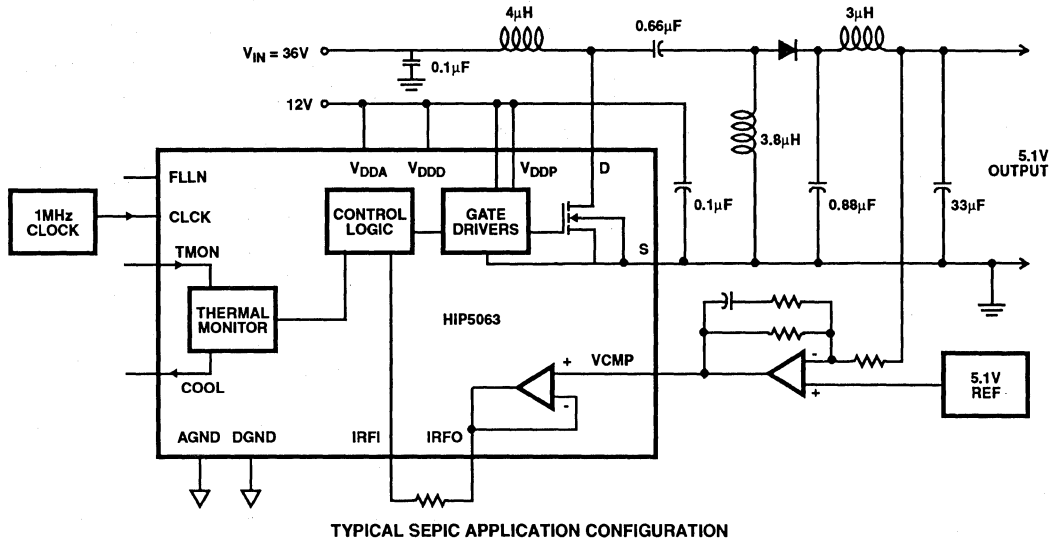 4μH
0.66μF
3μH
VIN = 36V
0.1μF
12V
3.8μH
5.1V
OUTPUT
VDDA
VDDD
VDDP
D
FLLN
1MHz
CLOCK
CLCK
CONTROL
LOGIC
GATE
DRIVERS
0.1μF
0.88μF
33μF
TMON
S
THERMAL
MONITOR
HIP5063
COOL
+
VCMP
-
-
+
5.1V
REF
AGND
DGND
IRFI
IRFO
TYPICAL SEPIC APPLICATION CONFIGURATION